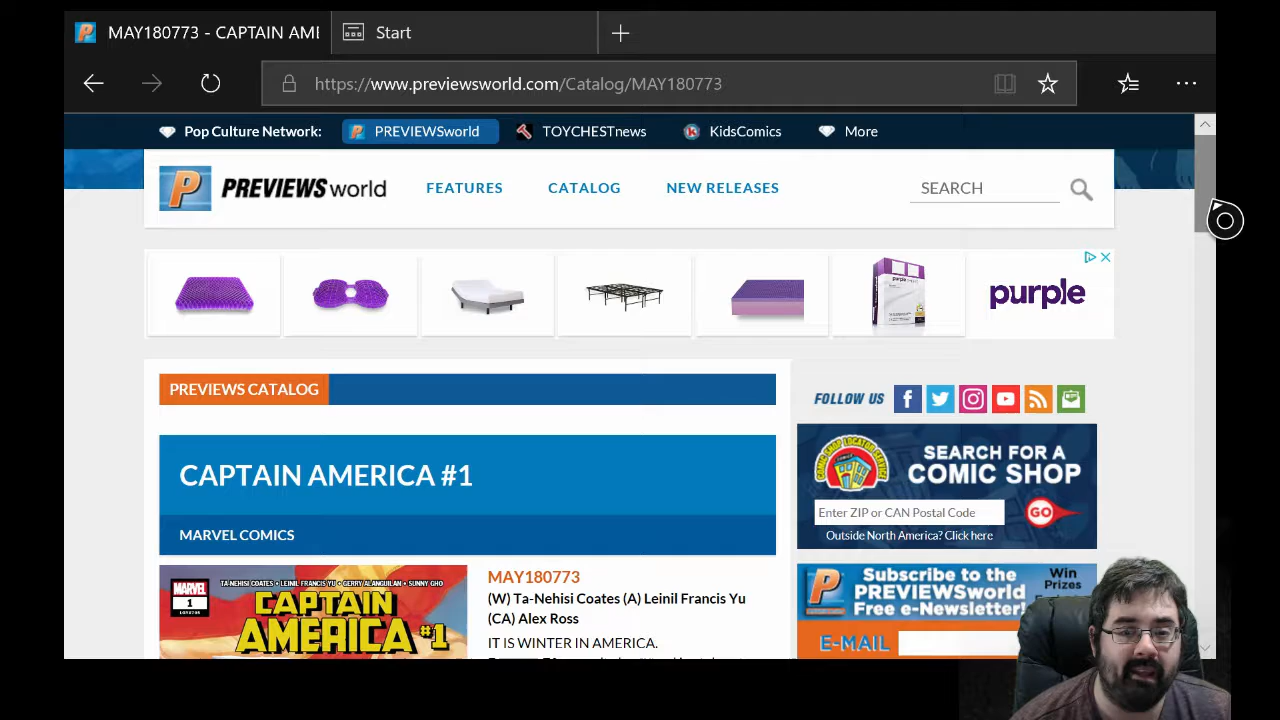 MAY180773 - CAPTAIN AMI
Start
https://www.previewsworld.com/Catalog/MAY180773
Pop Culture Network:
PREVIEWSworld
TOYCHESTnews
KidsComics
More
PREVIEWS world
FEATURES
CATALOG
NEW RELEASES
SEARCH
purple
PREVIEWS CATALOG
FOLLOW US
CAPTAIN AMERICA #1
MARVEL COMICS
COMIC SHOP LOCATOR SERVICE
SEARCH FOR A
COMIC SHOP
Enter ZIP or CAN Postal Code
GO
Outside North America? Click here
TA-NEHISI COATES • LEINIL FRANCIS YU • GERRY ALANGUILAN • SUNNY GHO
MARVEL
1
CAPTAIN
AMERICA #1
MAY180773
(W) Ta-Nehisi Coates (A) Leinil Francis Yu
(CA) Alex Ross
IT IS WINTER IN AMERICA.
Subscribe to the
PREVIEWSworld
Free e-Newsletter!
Win
Prizes
E-MAIL